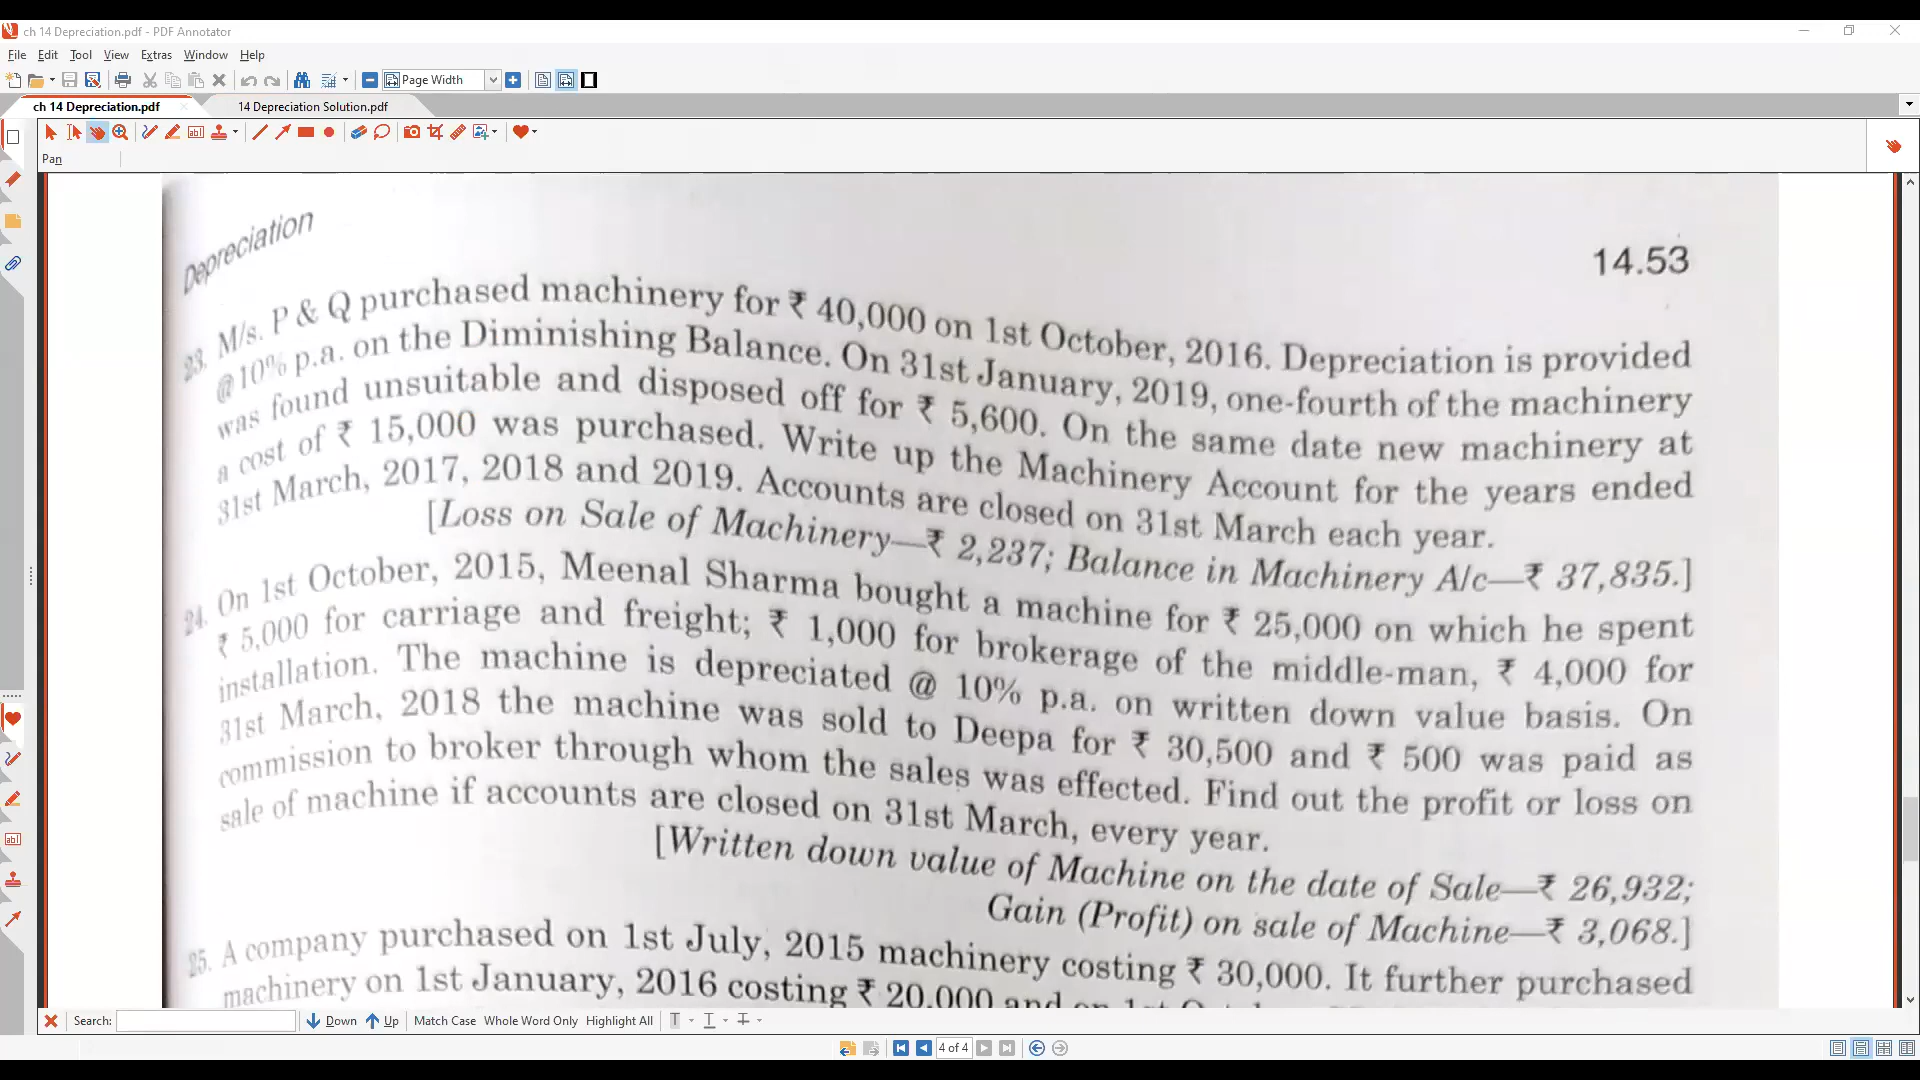 ch 14 Depreciation.pdf - PDF Annotator
File Edit Tool View Extras Window Help
Page Width
ch 14 Depreciation.pdf 14 Depreciation Solution.pdf
Pan
Depreciation
14.53
23. M/s. P & Q purchased machinery for ₹ 40,000 on 1st October, 2016. Depreciation is provided
@10% p.a. on the Diminishing Balance. On 31st January, 2019, one-fourth of the machinery
was found unsuitable and disposed off for ₹ 5,600. On the same date new machinery at
a cost of ₹ 15,000 was purchased. Write up the Machinery Account for the years ended
31st March, 2017, 2018 and 2019. Accounts are closed on 31st March each year.
[Loss on Sale of Machinery—₹ 2,237; Balance in Machinery A/c—₹ 37,835.]
24. On 1st October, 2015, Meenal Sharma bought a machine for ₹ 25,000 on which he spent
₹ 5,000 for carriage and freight; ₹ 1,000 for brokerage of the middle-man, ₹ 4,000 for
installation. The machine is depreciated @ 10% p.a. on written down value basis. On
31st March, 2018 the machine was sold to Deepa for ₹ 30,500 and ₹ 500 was paid as
commission to broker through whom the sales was effected. Find out the profit or loss on
sale of machine if accounts are closed on 31st March, every year.
[Written down value of Machine on the date of Sale—₹ 26,932;
Gain (Profit) on sale of Machine—₹ 3,068.]
25. A company purchased on 1st July, 2015 machinery costing ₹ 30,000. It further purchased
machinery on 1st January, 2016 costing ₹ 20,000 and on 1st
Search: Down Up Match Case Whole Word Only Highlight All
4 of 4